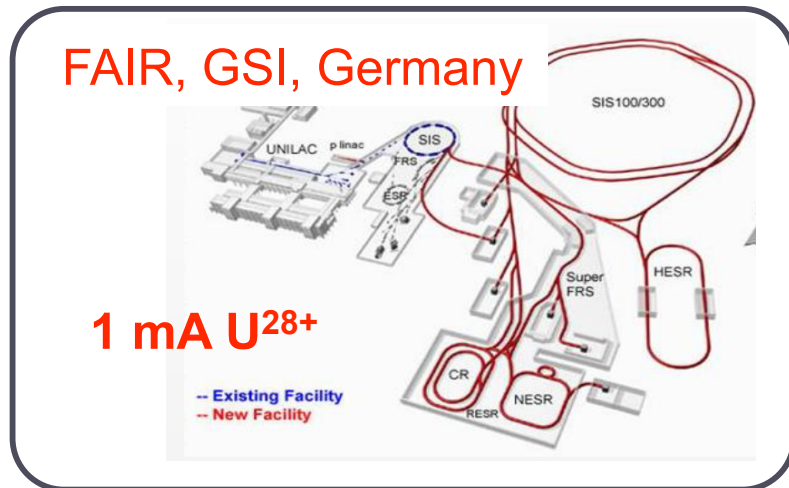 FAIR, GSI, Germany
SIS100/300
UNILAC
p linac
SIS
FRS
ESR
HESR
Super
FRS
1 mA U²⁸⁺
CR
NESR
RESR
-- Existing Facility
-- New Facility